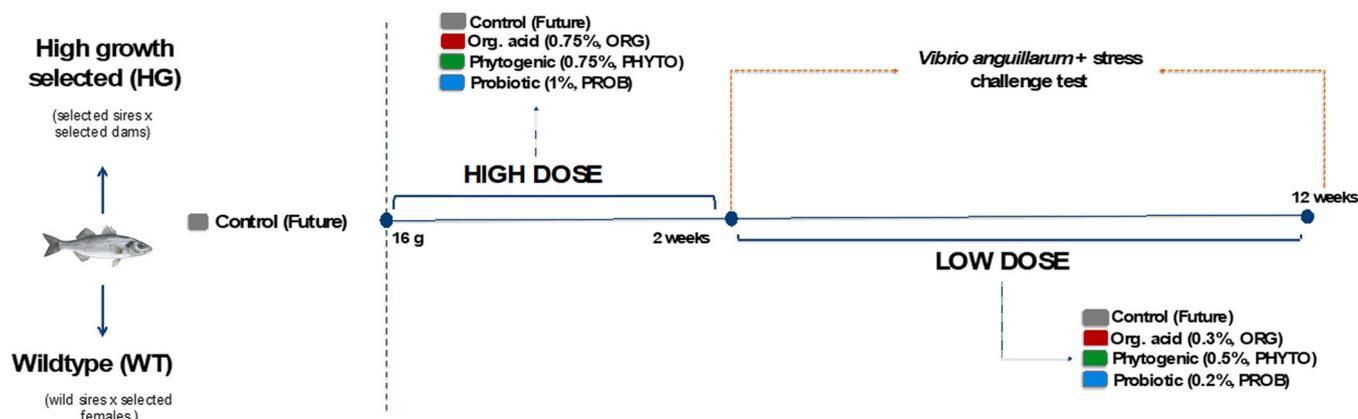 High growth
selected (HG)
(selected sires x
selected dams)
Control (Future)
Wildtype (WT)
(wild sires x selected
females )
Control (Future)
Org. acid (0.75%, ORG)
Phytogenic (0.75%, PHYTO)
Probiotic (1%, PROB)
HIGH DOSE
16 g
2 weeks
Vibrio anguillarum + stress
challenge test
12 weeks
LOW DOSE
Control (Future)
Org. acid (0.3%, ORG)
Phytogenic (0.5%, PHYTO)
Probiotic (0.2%, PROB)